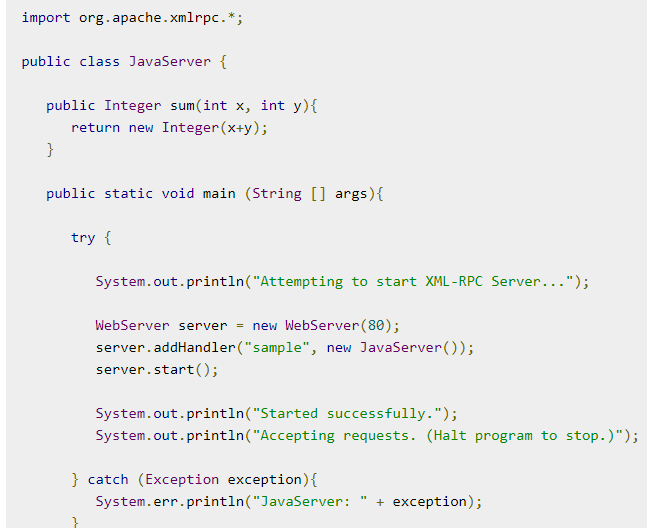 import org.apache.xmlrpc.*;
public class JavaServer {
public Integer sum(int x, int y){
return new Integer(x+y);
}
public static void main (String [] args){
try {
System.out.println("Attempting to start XML-RPC Server...");
WebServer server = new WebServer(80);
server.addHandler("sample", new JavaServer());
server.start();
System.out.println("Started successfully.");
System.out.println("Accepting requests. (Halt program to stop.)");
} catch (Exception exception){
System.err.println("JavaServer: " + exception);
}